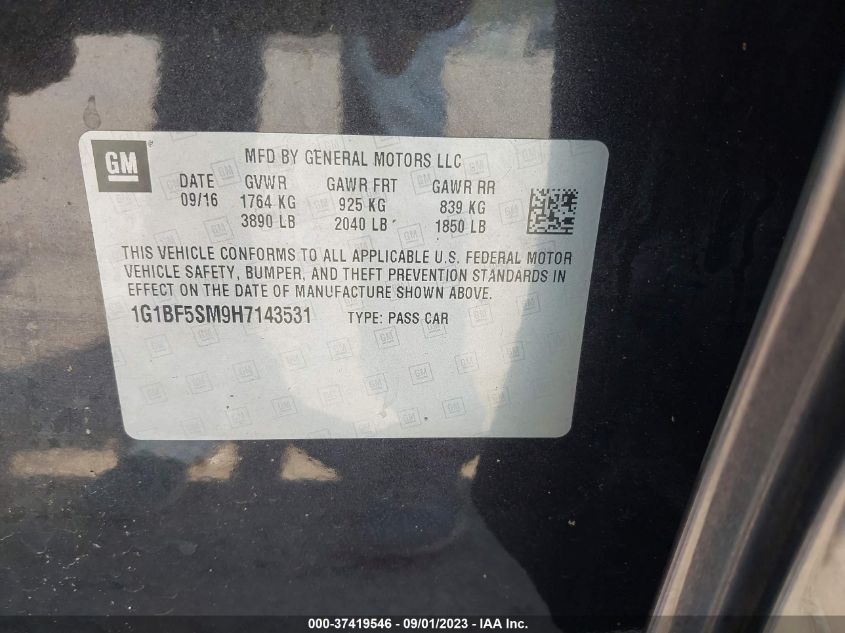 GM
MFD BY GENERAL MOTORS LLC
DATE GVWR GAWR FRT GAWR RR
09/16 1764 KG 925 KG 839 KG
3890 LB 2040 LB 1850 LB
THIS VEHICLE CONFORMS TO ALL APPLICABLE U.S. FEDERAL MOTOR
VEHICLE SAFETY, BUMPER, AND THEFT PREVENTION STANDARDS IN
EFFECT ON THE DATE OF MANUFACTURE SHOWN ABOVE.
1G1BF5SM9H7143531 TYPE: PASS CAR
000-37419546 - 09/01/2023 - IAA Inc.